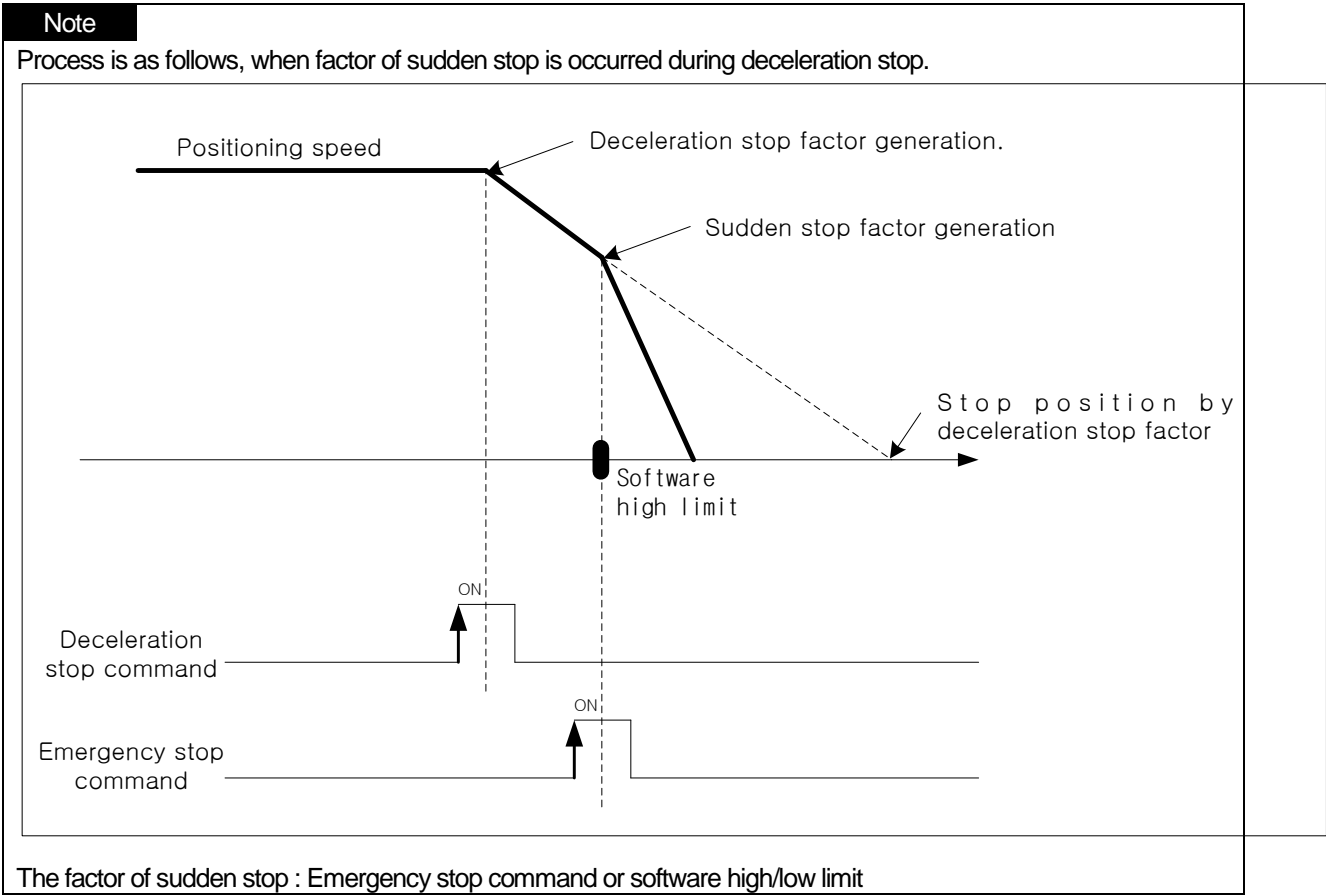 Note
Process is as follows, when factor of sudden stop is occurred during deceleration stop.
Positioning speed
Deceleration stop factor generation.
Sudden stop factor generation
Stop position by
deceleration stop factor
Software
high limit
ON
Deceleration
stop command
ON
Emergency stop
command
The factor of sudden stop : Emergency stop command or software high/low limit